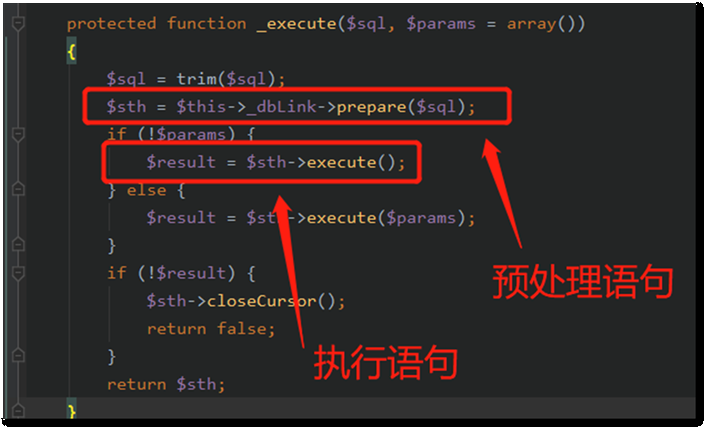 protected function _execute($sql, $params = array())
{
$sql = trim($sql);
$sth = $this->_dbLink->prepare($sql);
if (!$params) {
$result = $sth->execute();
} else {
$result = $sth->execute($params);
}
if (!$result) {
$sth->closeCursor();
return false;
}
return $sth;
}
预处理语句
执行语句